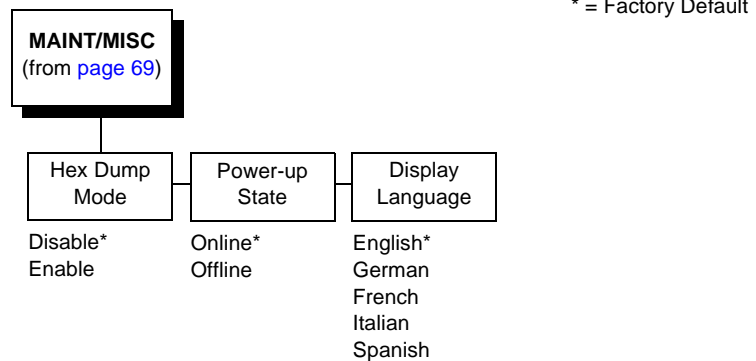 * = Factory Default
MAINT/MISC
(from page 69)
Hex Dump
Mode
Power-up
State
Display
Language
Disable*
Enable
Online*
Offline
English*
German
French
Italian
Spanish